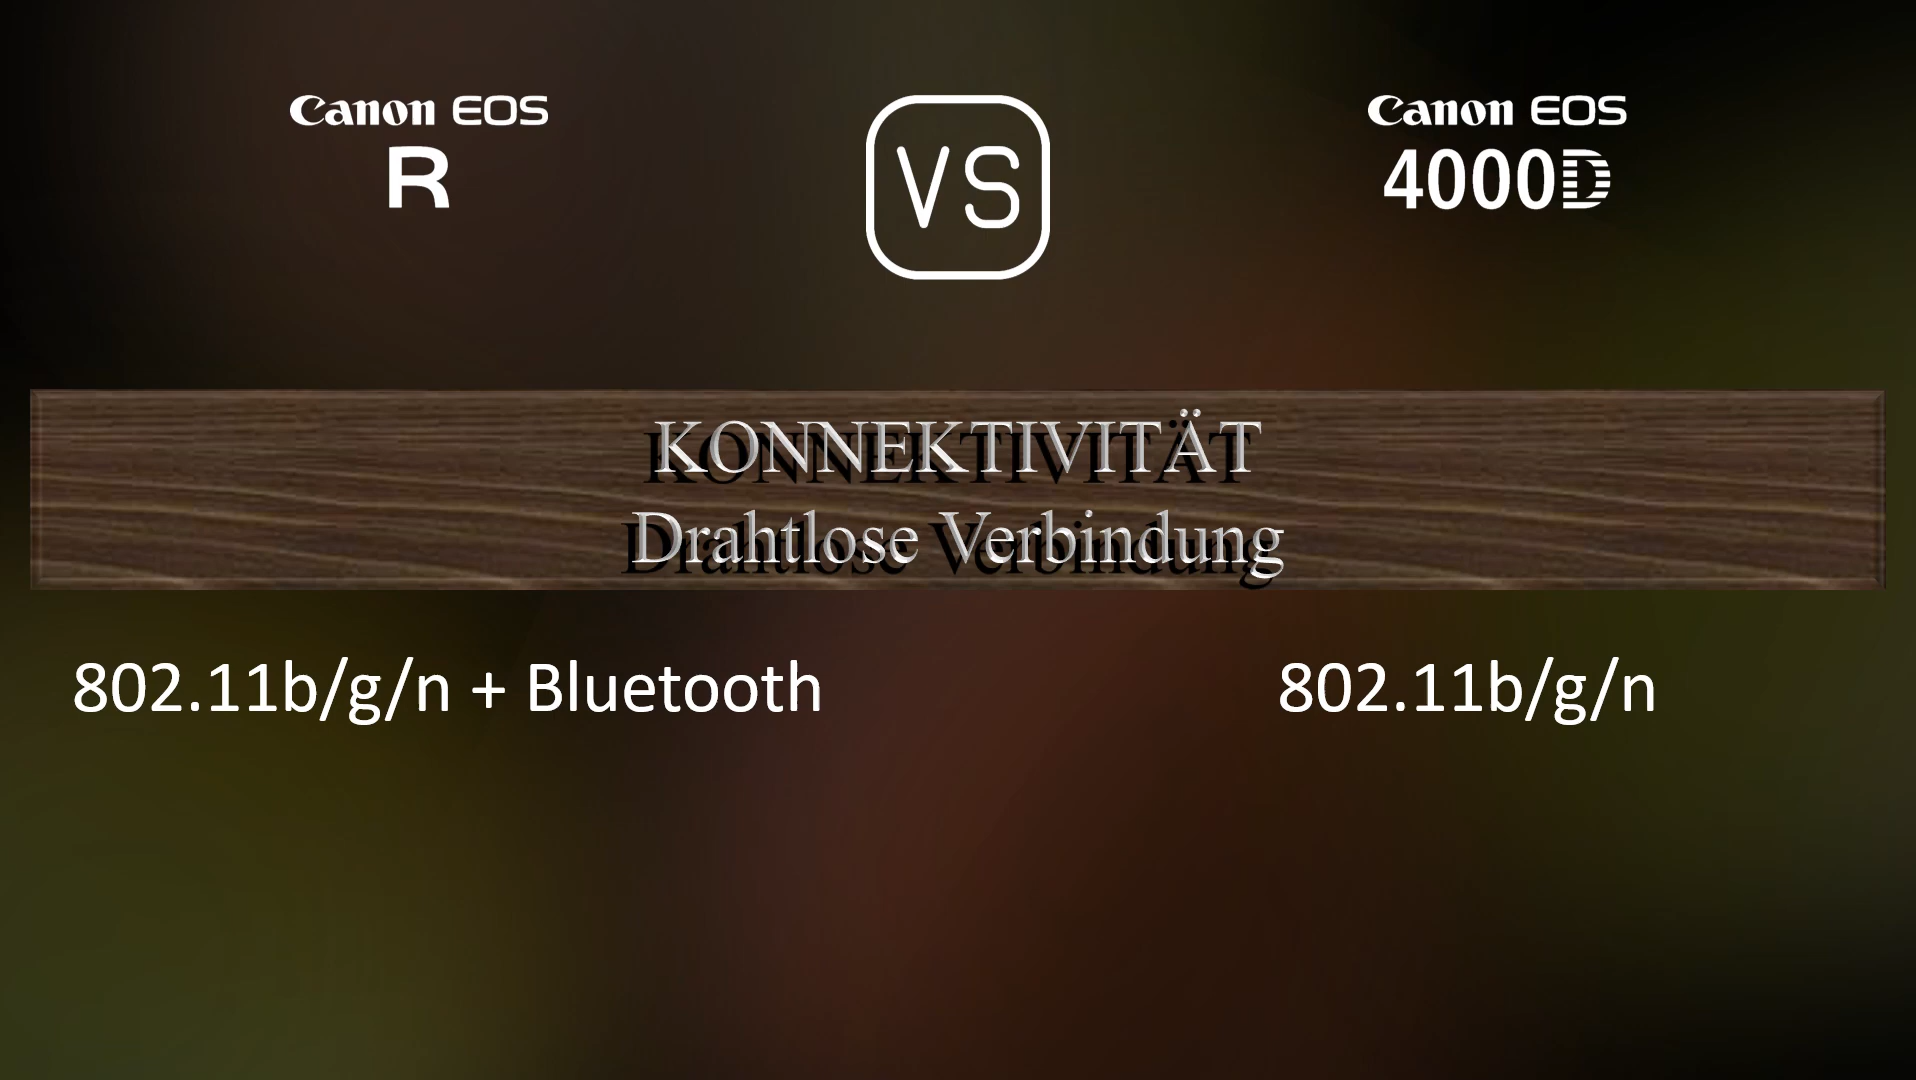 Canon EOS
R
VS
Canon EOS
4000D
KONNEKTIVITÄT
Drahtlose Verbindung
802.11b/g/n + Bluetooth
802.11b/g/n